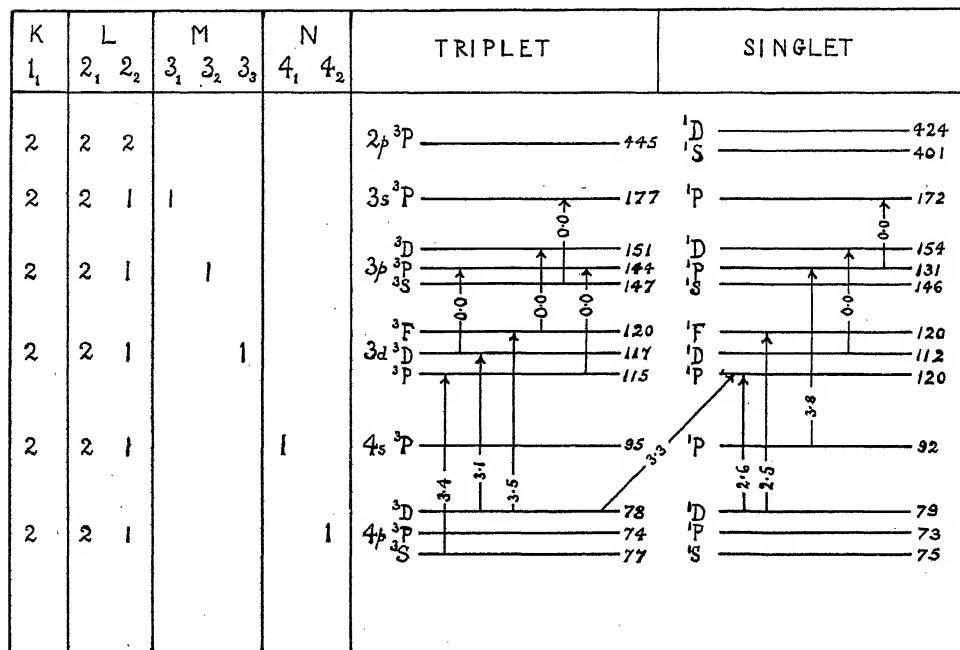 K L M N TRIPLET SINGLET
1₁ 2₁ 2₂ 3₁ 3₂ 3₃ 4₁ 4₂
2 2 2 2p ³P 445 ¹D 424
¹S 401
2 2 1 1 3s ³P 177 ¹P 172
0.0 0.0
³D 151 ¹D 154
2 2 1 1 3p ³P 144 ¹P 131
³S 147 ¹S 146
0.0 0.0 0.0 0.0
³F 120 ¹F 120
2 2 1 1 3d ³D 117 ¹D 112
³P 115 ¹P 120
3.8
2 2 1 1 4s ³P 95 ¹P 92
3.4 3.1 3.5 3.3 2.6 2.5
³D 78 ¹D 79
2 2 1 1 4p ³P 74 ¹P 73
³S 77 ¹S 75